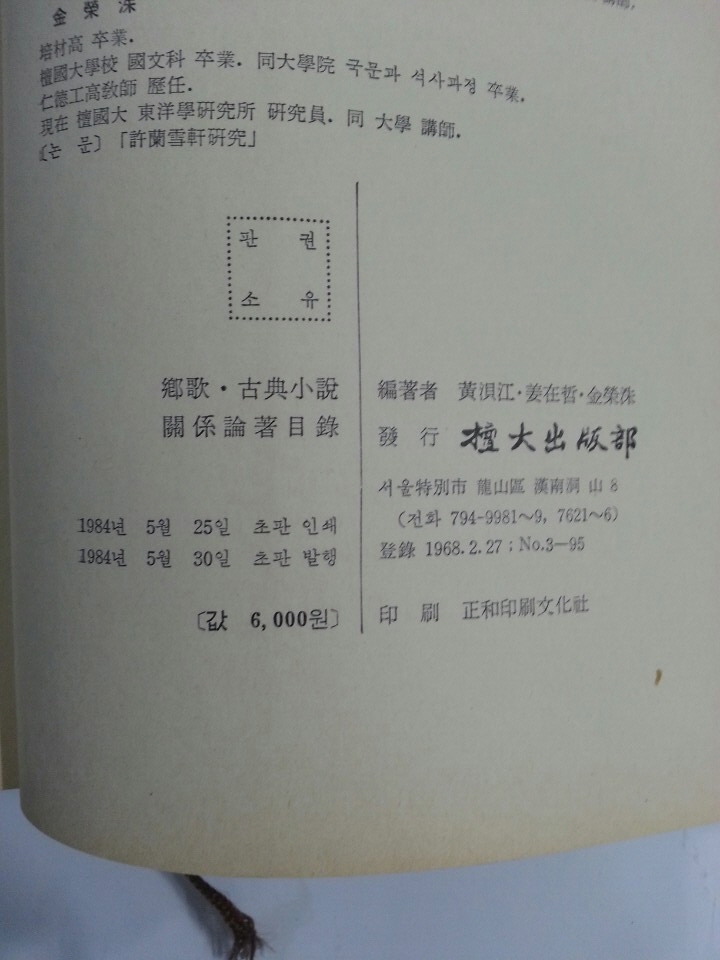 金榮洙
培材高 卒業.
檀國大學校 國文科 卒業. 同大學院 국문과 석사과정 卒業.
仁德工高敎師 歷任.
現在 檀國大 東洋學硏究所 硏究員. 同 大學 講師.
〔논 문〕「許蘭雪軒硏究」
판 권
소 유
鄕歌·古典小說
關係論著目錄
1984년 5월 25일 초판 인쇄
1984년 5월 30일 초판 발행
〔값 6,000원〕
編著者 黃浿江·姜在哲·金榮洙
發行 檀大出版部
서울特別市 龍山區 漢南洞 山 8
(전화 794-9981~9, 7621~6)
登錄 1968.2.27 ; No.3-95
印刷 正和印刷文化社